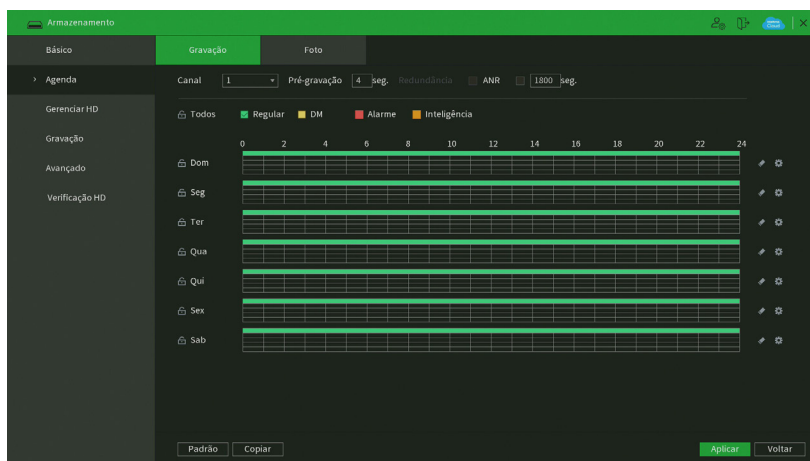 Armazenamento
Básico
Gravação
Foto
Agenda
Canal 1 Pré-gravação 4 seg. Redundância ANR 1800 seg.
Gerenciar HD
Todos Regular DM Alarme Inteligência
Gravação
0 2 4 6 8 10 12 14 16 18 20 22 24
Avançado
Dom
Verificação HD
Seg
Ter
Qua
Qui
Sex
Sab
Padrão Copiar Aplicar Voltar